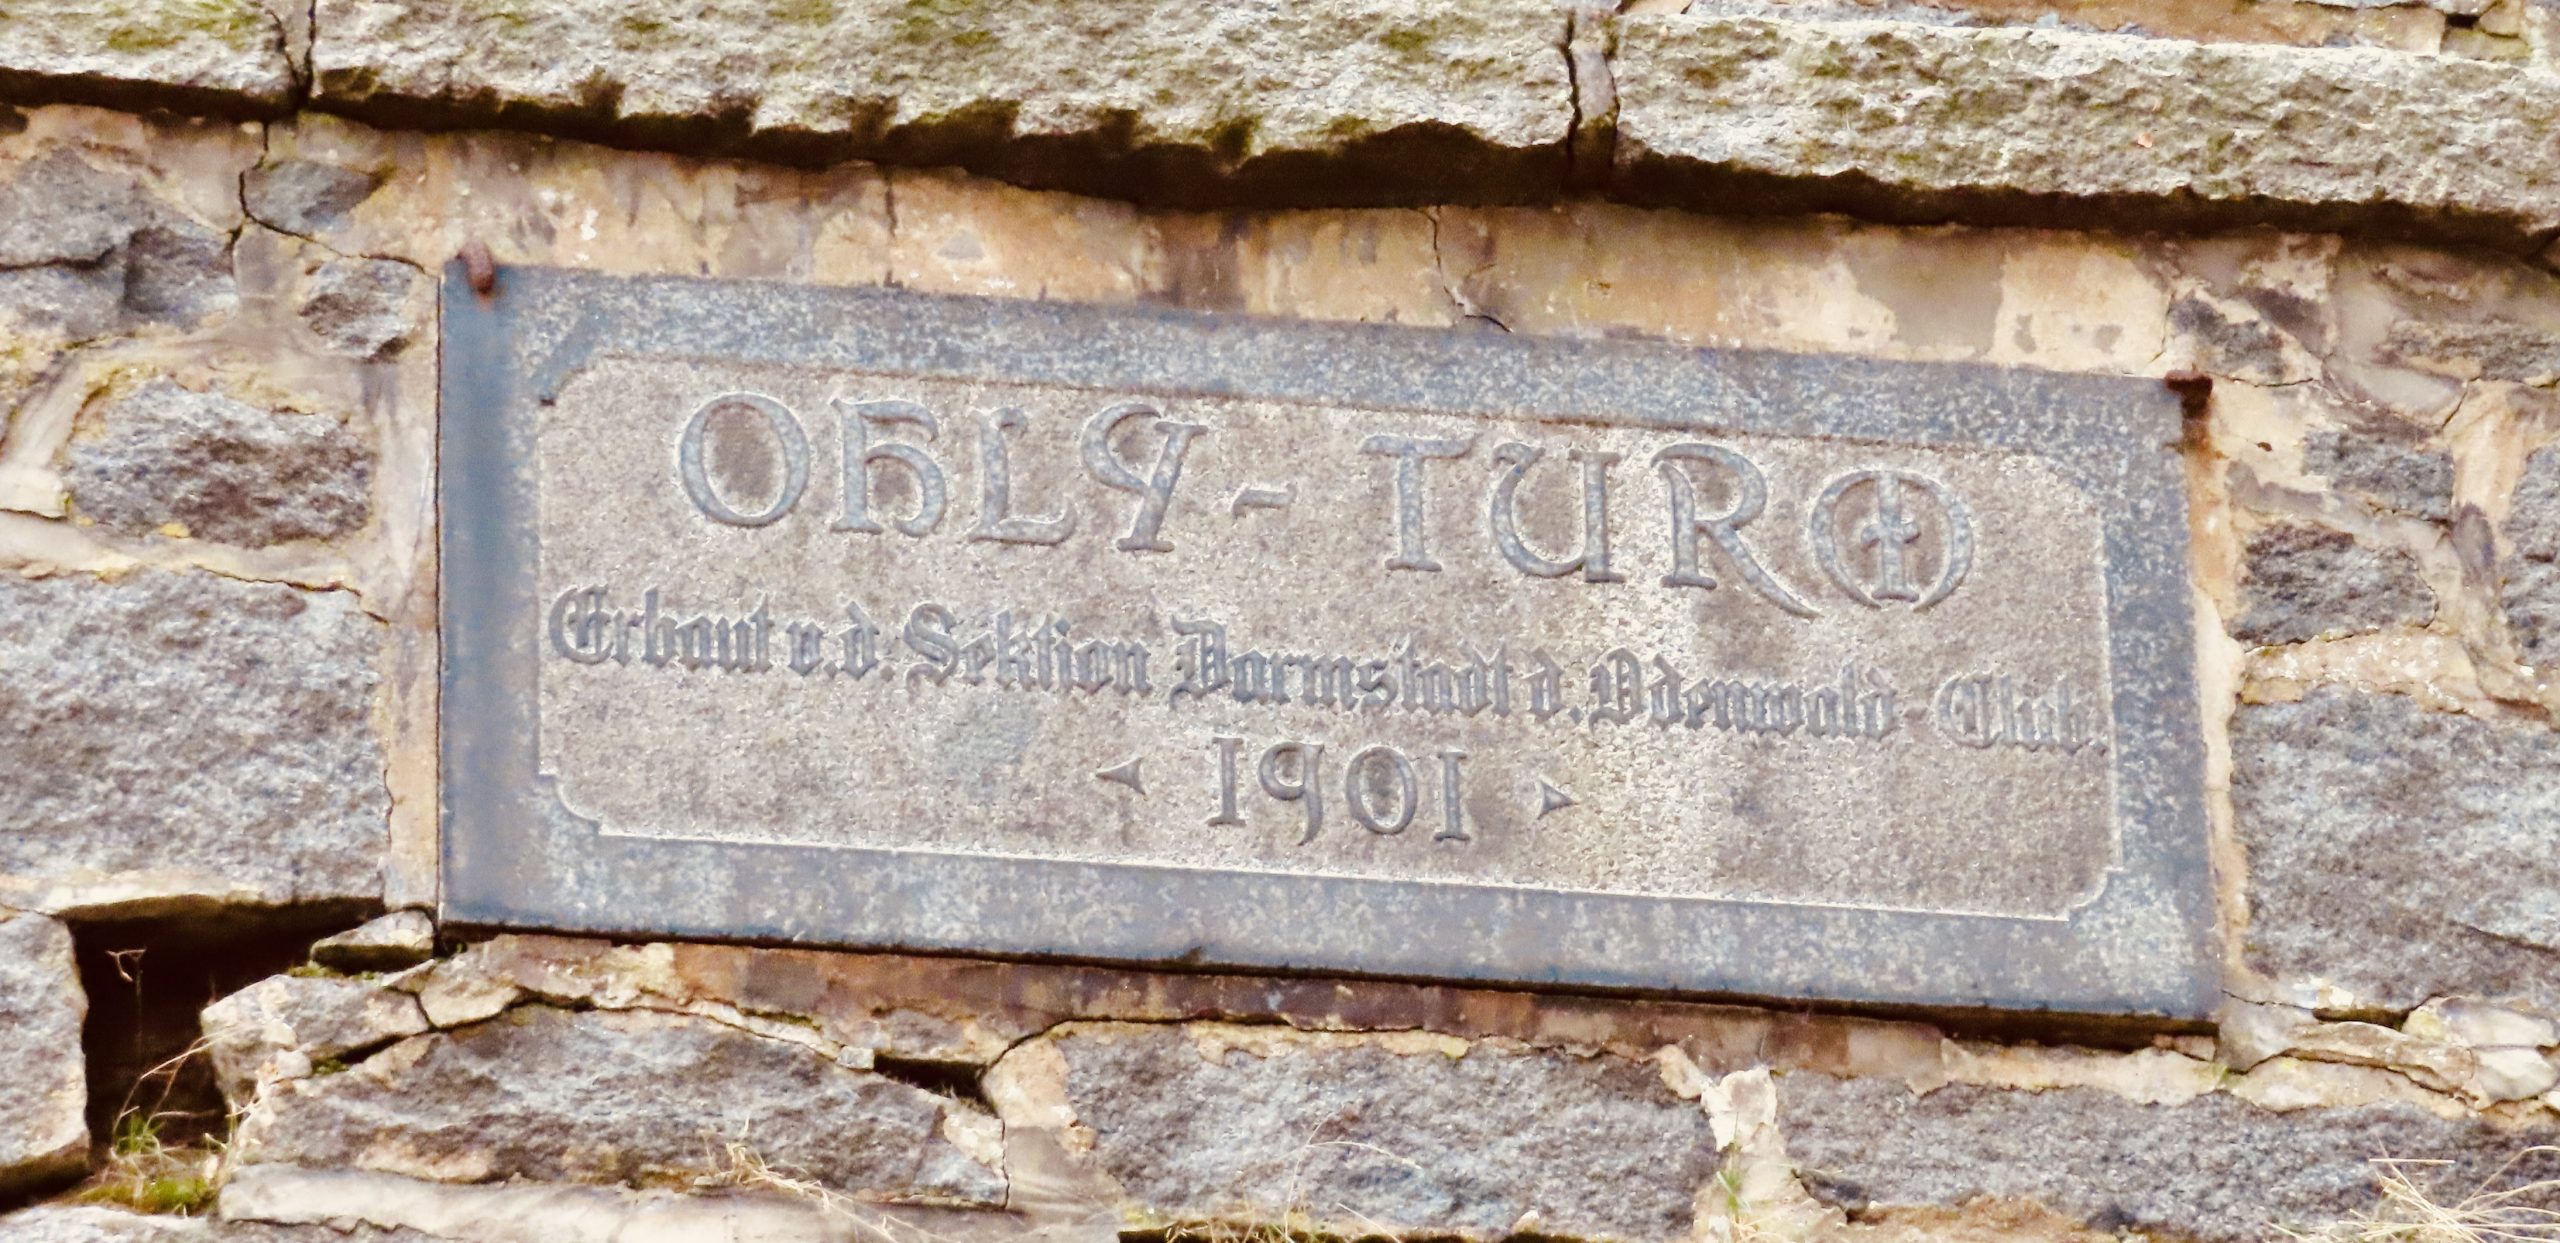 OHLY - TURM
Erbaut v. d. Sektion Darmstadt d. Odenwald Club.
1901